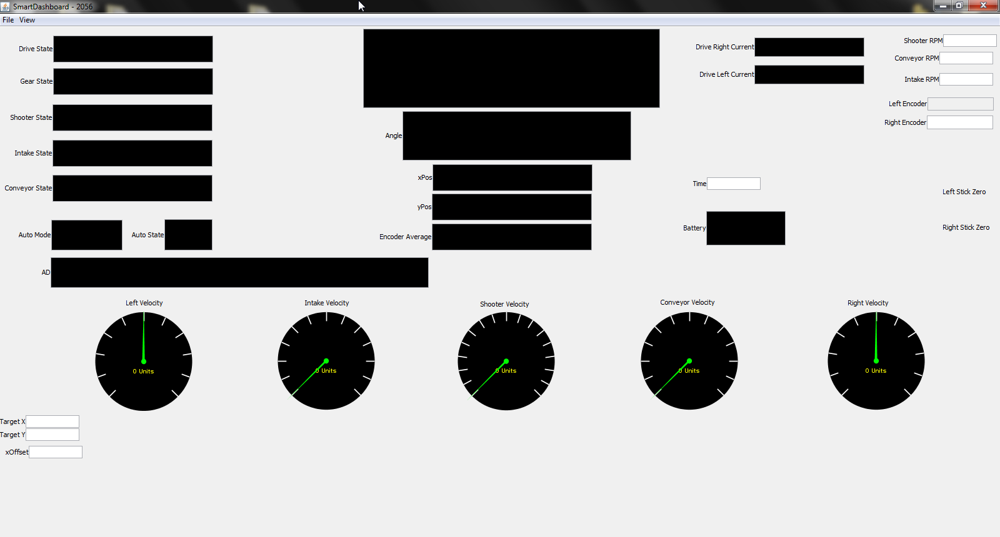 SmartDashboard - 2056
File View
Drive State
Gear State
Shooter State
Intake State
Conveyor State
Auto Mode
Auto State
AD
Angle
xPos
yPos
Encoder Average
Drive Right Current
Drive Left Current
Time
Battery
Shooter RPM
Conveyor RPM
Intake RPM
Left Encoder
Right Encoder
Left Stick Zero
Right Stick Zero
Left Velocity
0 Units
Intake Velocity
0 Units
Shooter Velocity
0 Units
Conveyor Velocity
0 Units
Right Velocity
0 Units
Target X
Target Y
xOffset